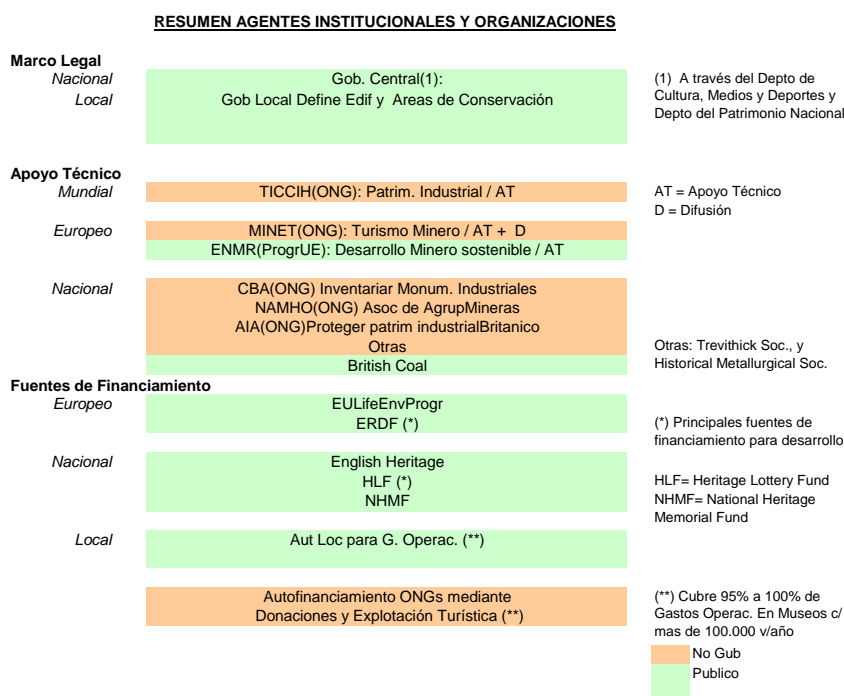 RESUMEN AGENTES INSTITUCIONALES Y ORGANIZACIONES
Marco Legal
Nacional
Gob. Central(1):
(1) A través del Depto de
Local
Gob Local Define Edif y Areas de Conservación
Cultura, Medios y Deportes y
Depto del Patrimonio Nacional
Apoyo Técnico
Mundial
TICCIH(ONG): Patrim. Industrial / AT
AT = Apoyo Técnico
D = Difusión
Europeo
MINET(ONG): Turismo Minero / AT + D
ENMR(ProgrUE): Desarrollo Minero sostenible / AT
Nacional
CBA(ONG) Inventariar Monum. Industriales
NAMHO(ONG) Asoc de AgrupMineras
AIA(ONG)Proteger patrim industrialBritanico
Otras
Otras: Trevithick Soc., y
British Coal
Historical Metallurgical Soc.
Fuentes de Financiamiento
Europeo
EULifeEnvProgr
ERDF (*)
(*) Principales fuentes de
financiamiento para desarrollo
Nacional
English Heritage
HLF (*)
HLF= Heritage Lottery Fund
NHMF
NHMF= National Heritage
Memorial Fund
Local
Aut Loc para G. Operac. (**)
Autofinanciamiento ONGs mediante
(**) Cubre 95% a 100% de
Donaciones y Explotación Turística (**)
Gastos Operac. En Museos c/
mas de 100.000 v/año
No Gub
Publico